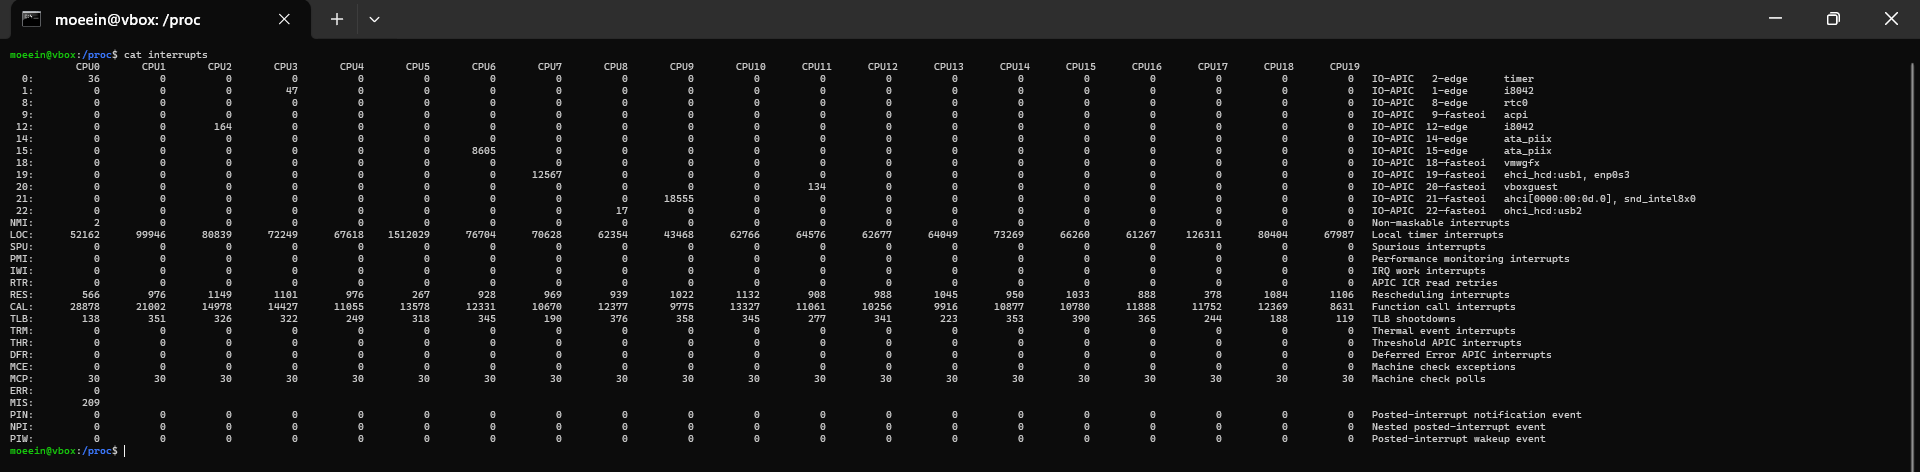 moeein@vbox: /proc
moeein@vbox:/proc$ cat interrupts
CPU0 CPU1 CPU2 CPU3 CPU4 CPU5 CPU6 CPU7 CPU8 CPU9 CPU10 CPU11 CPU12 CPU13 CPU14 CPU15 CPU16 CPU17 CPU18 CPU19
0: 36 0 0 0 0 0 0 0 0 0 0 0 0 0 0 0 0 0 0 0 IO-APIC 2-edge timer
1: 0 0 0 47 0 0 0 0 0 0 0 0 0 0 0 0 0 0 0 0 IO-APIC 1-edge i8042
8: 0 0 0 0 0 0 0 0 0 0 0 0 0 0 0 0 0 0 0 0 IO-APIC 8-edge rtc0
9: 0 0 0 0 0 0 0 0 0 0 0 0 0 0 0 0 0 0 0 0 IO-APIC 9-fasteoi acpi
12: 0 0 164 0 0 0 0 0 0 0 0 0 0 0 0 0 0 0 0 0 IO-APIC 12-edge i8042
14: 0 0 0 0 0 0 0 0 0 0 0 0 0 0 0 0 0 0 0 0 IO-APIC 14-edge ata_piix
15: 0 0 0 0 0 0 8605 0 0 0 0 0 0 0 0 0 0 0 0 0 IO-APIC 15-edge ata_piix
18: 0 0 0 0 0 0 0 0 0 0 0 0 0 0 0 0 0 0 0 0 IO-APIC 18-fasteoi vmwgfx
19: 0 0 0 0 0 0 0 12567 0 0 0 0 0 0 0 0 0 0 0 0 IO-APIC 19-fasteoi ehci_hcd:usb1, enp0s3
20: 0 0 0 0 0 0 0 0 0 0 0 134 0 0 0 0 0 0 0 0 IO-APIC 20-fasteoi vboxguest
21: 0 0 0 0 0 0 0 0 0 18555 0 0 0 0 0 0 0 0 0 0 IO-APIC 21-fasteoi ahci[0000:00:0d.0], snd_intel8x0
22: 0 0 0 0 0 0 0 0 17 0 0 0 0 0 0 0 0 0 0 0 IO-APIC 22-fasteoi ohci_hcd:usb2
NMI: 2 0 0 0 0 0 0 0 0 0 0 0 0 0 0 0 0 0 0 0 Non-maskable interrupts
LOC: 52162 99946 80839 72249 67618 1512029 76704 70628 62354 43468 62766 64576 62677 64049 73269 66260 61267 126311 80404 67987 Local timer interrupts
SPU: 0 0 0 0 0 0 0 0 0 0 0 0 0 0 0 0 0 0 0 0 Spurious interrupts
PMI: 0 0 0 0 0 0 0 0 0 0 0 0 0 0 0 0 0 0 0 0 Performance monitoring interrupts
IWI: 0 0 0 0 0 0 0 0 0 0 0 0 0 0 0 0 0 0 0 0 IRQ work interrupts
RTR: 0 0 0 0 0 0 0 0 0 0 0 0 0 0 0 0 0 0 0 0 APIC ICR read retries
RES: 566 976 1149 1101 976 267 928 969 939 1022 1132 908 988 1045 950 1033 888 378 1084 1106 Rescheduling interrupts
CAL: 28878 21002 14978 14427 11055 13578 12331 10670 12377 9775 13327 11061 10256 9916 10877 10780 11888 11752 12369 8631 Function call interrupts
TLB: 138 351 326 322 249 318 345 190 376 358 345 277 341 223 353 390 365 244 188 119 TLB shootdowns
TRM: 0 0 0 0 0 0 0 0 0 0 0 0 0 0 0 0 0 0 0 0 Thermal event interrupts
THR: 0 0 0 0 0 0 0 0 0 0 0 0 0 0 0 0 0 0 0 0 Threshold APIC interrupts
DFR: 0 0 0 0 0 0 0 0 0 0 0 0 0 0 0 0 0 0 0 0 Deferred Error APIC interrupts
MCE: 0 0 0 0 0 0 0 0 0 0 0 0 0 0 0 0 0 0 0 0 Machine check exceptions
MCP: 30 30 30 30 30 30 30 30 30 30 30 30 30 30 30 30 30 30 30 30 Machine check polls
ERR: 0
MIS: 209
PIN: 0 0 0 0 0 0 0 0 0 0 0 0 0 0 0 0 0 0 0 0 Posted-interrupt notification event
NPI: 0 0 0 0 0 0 0 0 0 0 0 0 0 0 0 0 0 0 0 0 Nested posted-interrupt event
PIW: 0 0 0 0 0 0 0 0 0 0 0 0 0 0 0 0 0 0 0 0 Posted-interrupt wakeup event
moeein@vbox:/proc$